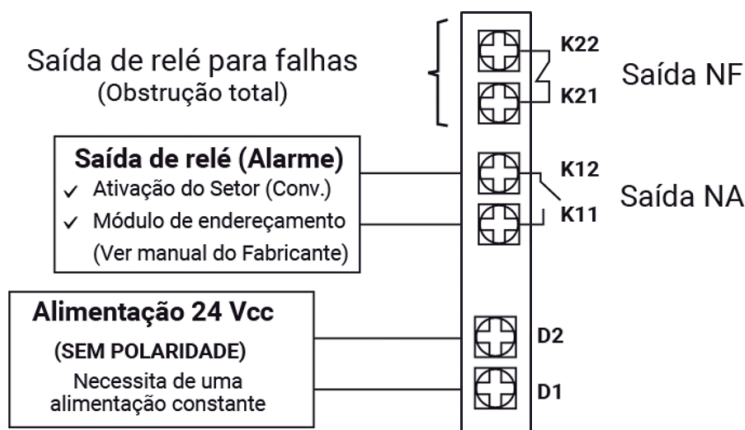 Saída de relé para falhas
(Obstrução total)
K22
K21
Saída NF
Saída de relé (Alarme)
✓ Ativação do Setor (Conv.)
✓ Módulo de endereçamento
(Ver manual do Fabricante)
K12
K11
Saída NA
Alimentação 24 Vcc
(SEM POLARIDADE)
Necessita de uma
alimentação constante
D2
D1